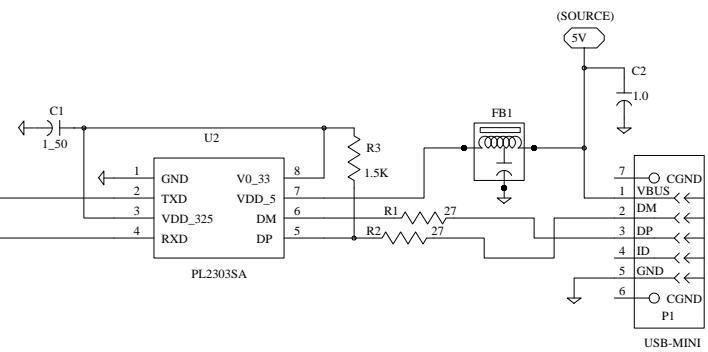 (SOURCE)
5V
C2
1.0
C1
1_50
U2
FB1
R3
1.5K
1 GND V0_33 8
2 TXD VDD_5 7
3 VDD_325 DM 6
4 RXD DP 5
PL2303SA
R1 27
R2 27
7 CGND
1 VBUS
2 DM
3 DP
4 ID
5 GND
6 CGND
P1
USB-MINI